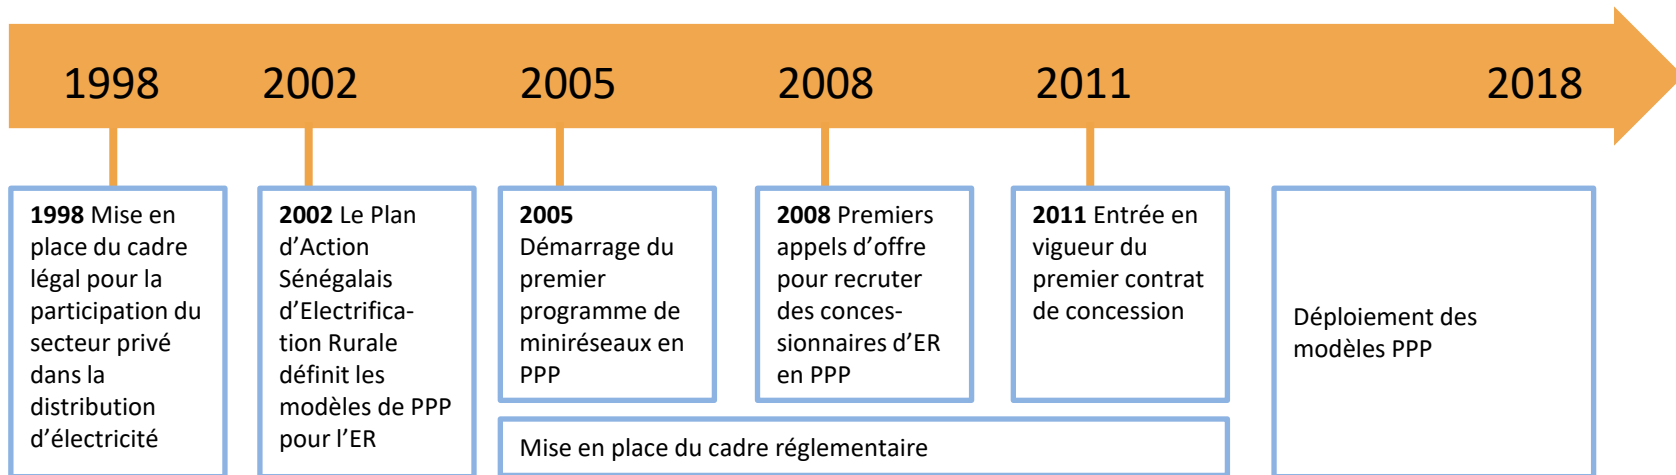 1998 2002 2005 2008 2011 2018
1998 Mise en
place du cadre
légal pour la
participation du
secteur privé
dans la
distribution
d’électricité
2002 Le Plan
d’Action
Sénégalais
d’Electrifica-
tion Rurale
définit les
modèles de PPP
pour l’ER
2005
Démarrage du
premier
programme de
miniréseaux en
PPP
2008 Premiers
appels d’offre
pour recruter
des conces-
sionnaires d’ER
en PPP
2011 Entrée en
vigueur du
premier contrat
de concession
Déploiement des
modèles PPP
Mise en place du cadre réglementaire